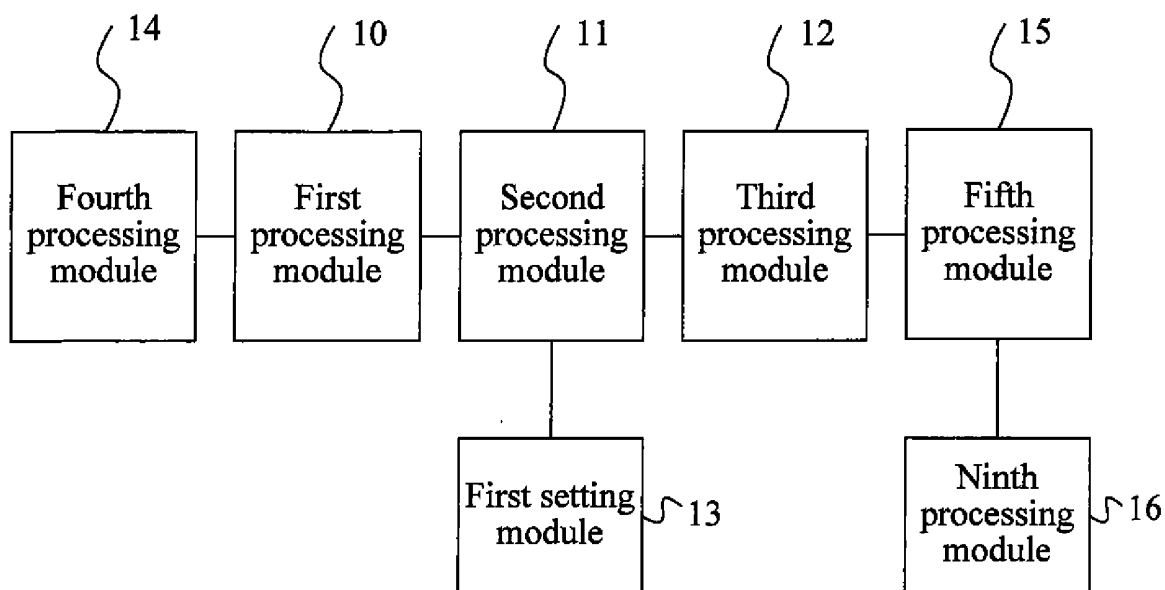 14
10
11
12
15
Fourth
processing
module
First
processing
module
Second
processing
module
Third
processing
module
Fifth
processing
module
First setting
module
13
Ninth
processing
module
16